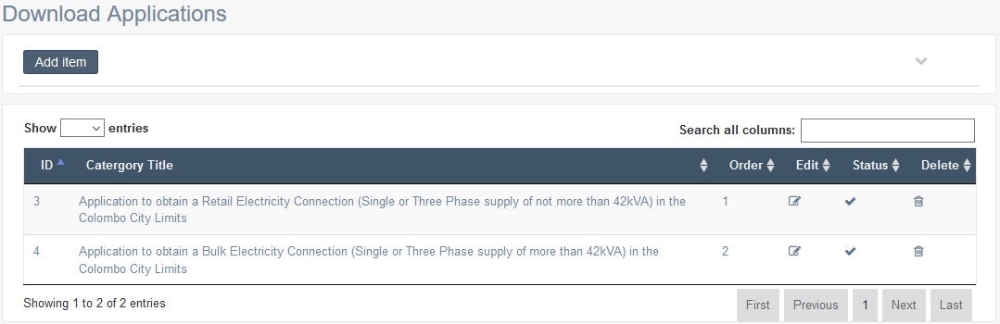 Download Applications
Add item
Show entries
Search all columns:
ID Catergory Title Order Edit Status Delete
3 Application to obtain a Retail Electricity Connection (Single or Three Phase supply of not more than 42kVA) in the 1
Colombo City Limits
4 Application to obtain a Bulk Electricity Connection (Single or Three Phase supply of more than 42kVA) in the 2
Colombo City Limits
Showing 1 to 2 of 2 entries
First Previous 1 Next Last